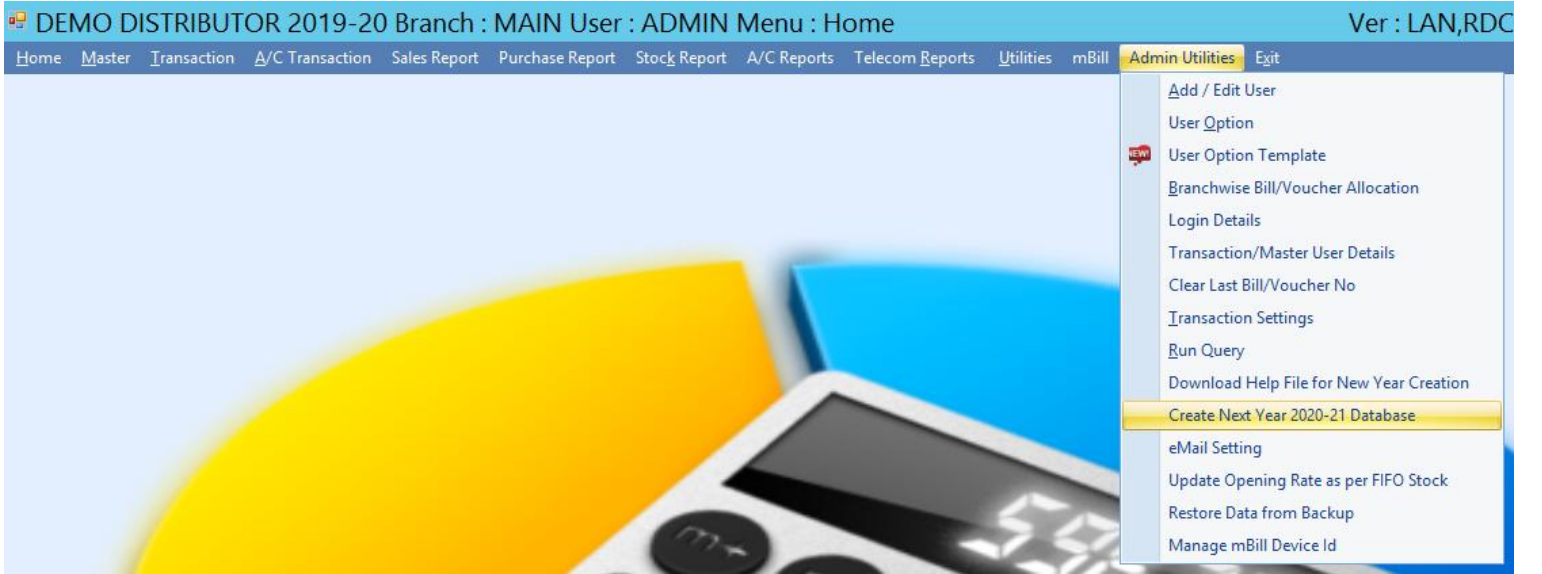 DEMO DISTRIBUTOR 2019-20 Branch : MAIN User : ADMIN Menu : Home Ver : LAN,RDC
Home Master Transaction A/C Transaction Sales Report Purchase Report Stock Report A/C Reports Telecom Reports Utilities mBill Admin Utilities Exit
Add / Edit User
User Option
NEW! User Option Template
Branchwise Bill/Voucher Allocation
Login Details
Transaction/Master User Details
Clear Last Bill/Voucher No
Transaction Settings
Run Query
Download Help File for New Year Creation
Create Next Year 2020-21 Database
eMail Setting
Update Opening Rate as per FIFO Stock
Restore Data from Backup
Manage mBill Device Id
m+